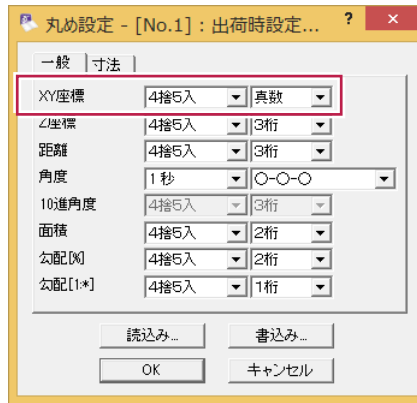 丸め設定 - [No.1] : 出荷時設定... ? ×
一般 寸法
XY座標 4捨5入 真数
Z座標 4捨5入 3桁
距離 4捨5入 3桁
角度 1秒 〇-〇-〇
10進角度 4捨5入 3桁
面積 4捨5入 2桁
勾配[%] 4捨5入 2桁
勾配[1:*] 4捨5入 1桁
読込み... 書込み...
OK キャンセル